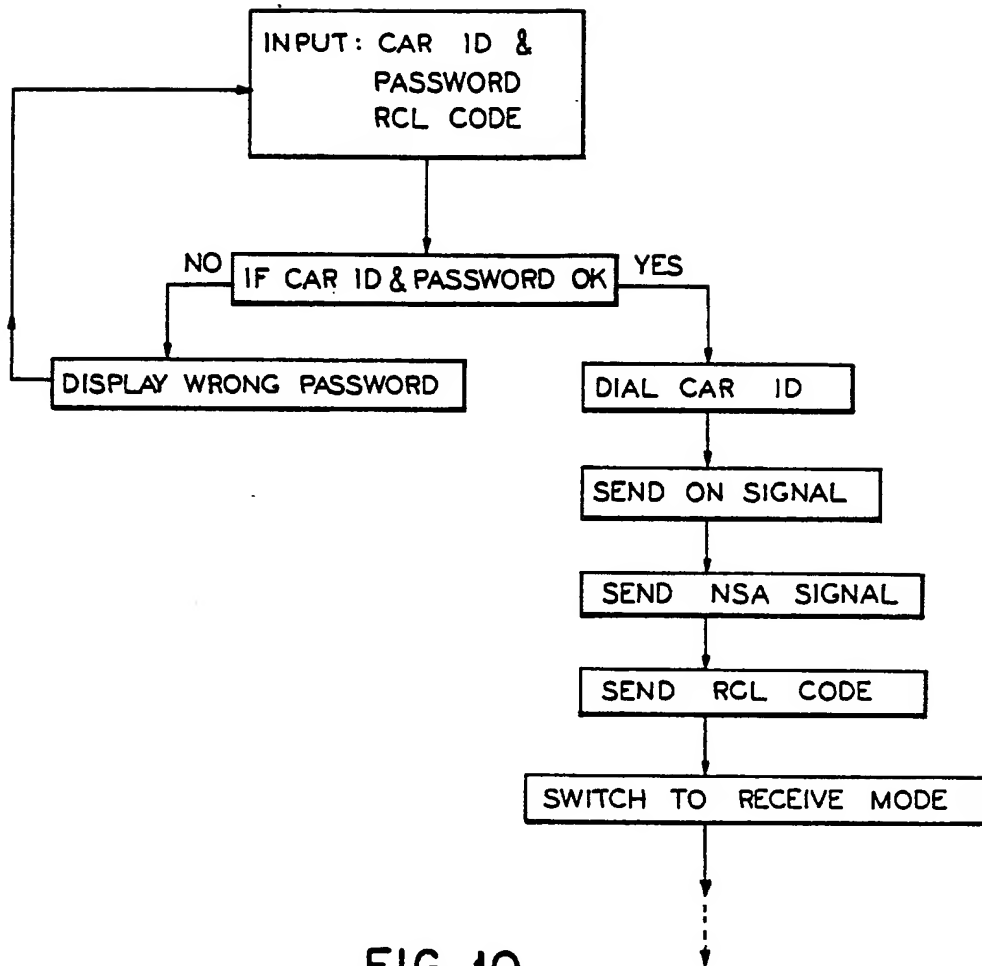 INPUT: CAR ID &
PASSWORD
RCL CODE
NO
IF CAR ID & PASSWORD OK
YES
DISPLAY WRONG PASSWORD
DIAL CAR ID
SEND ON SIGNAL
SEND NSA SIGNAL
SEND RCL CODE
SWITCH TO RECEIVE MODE